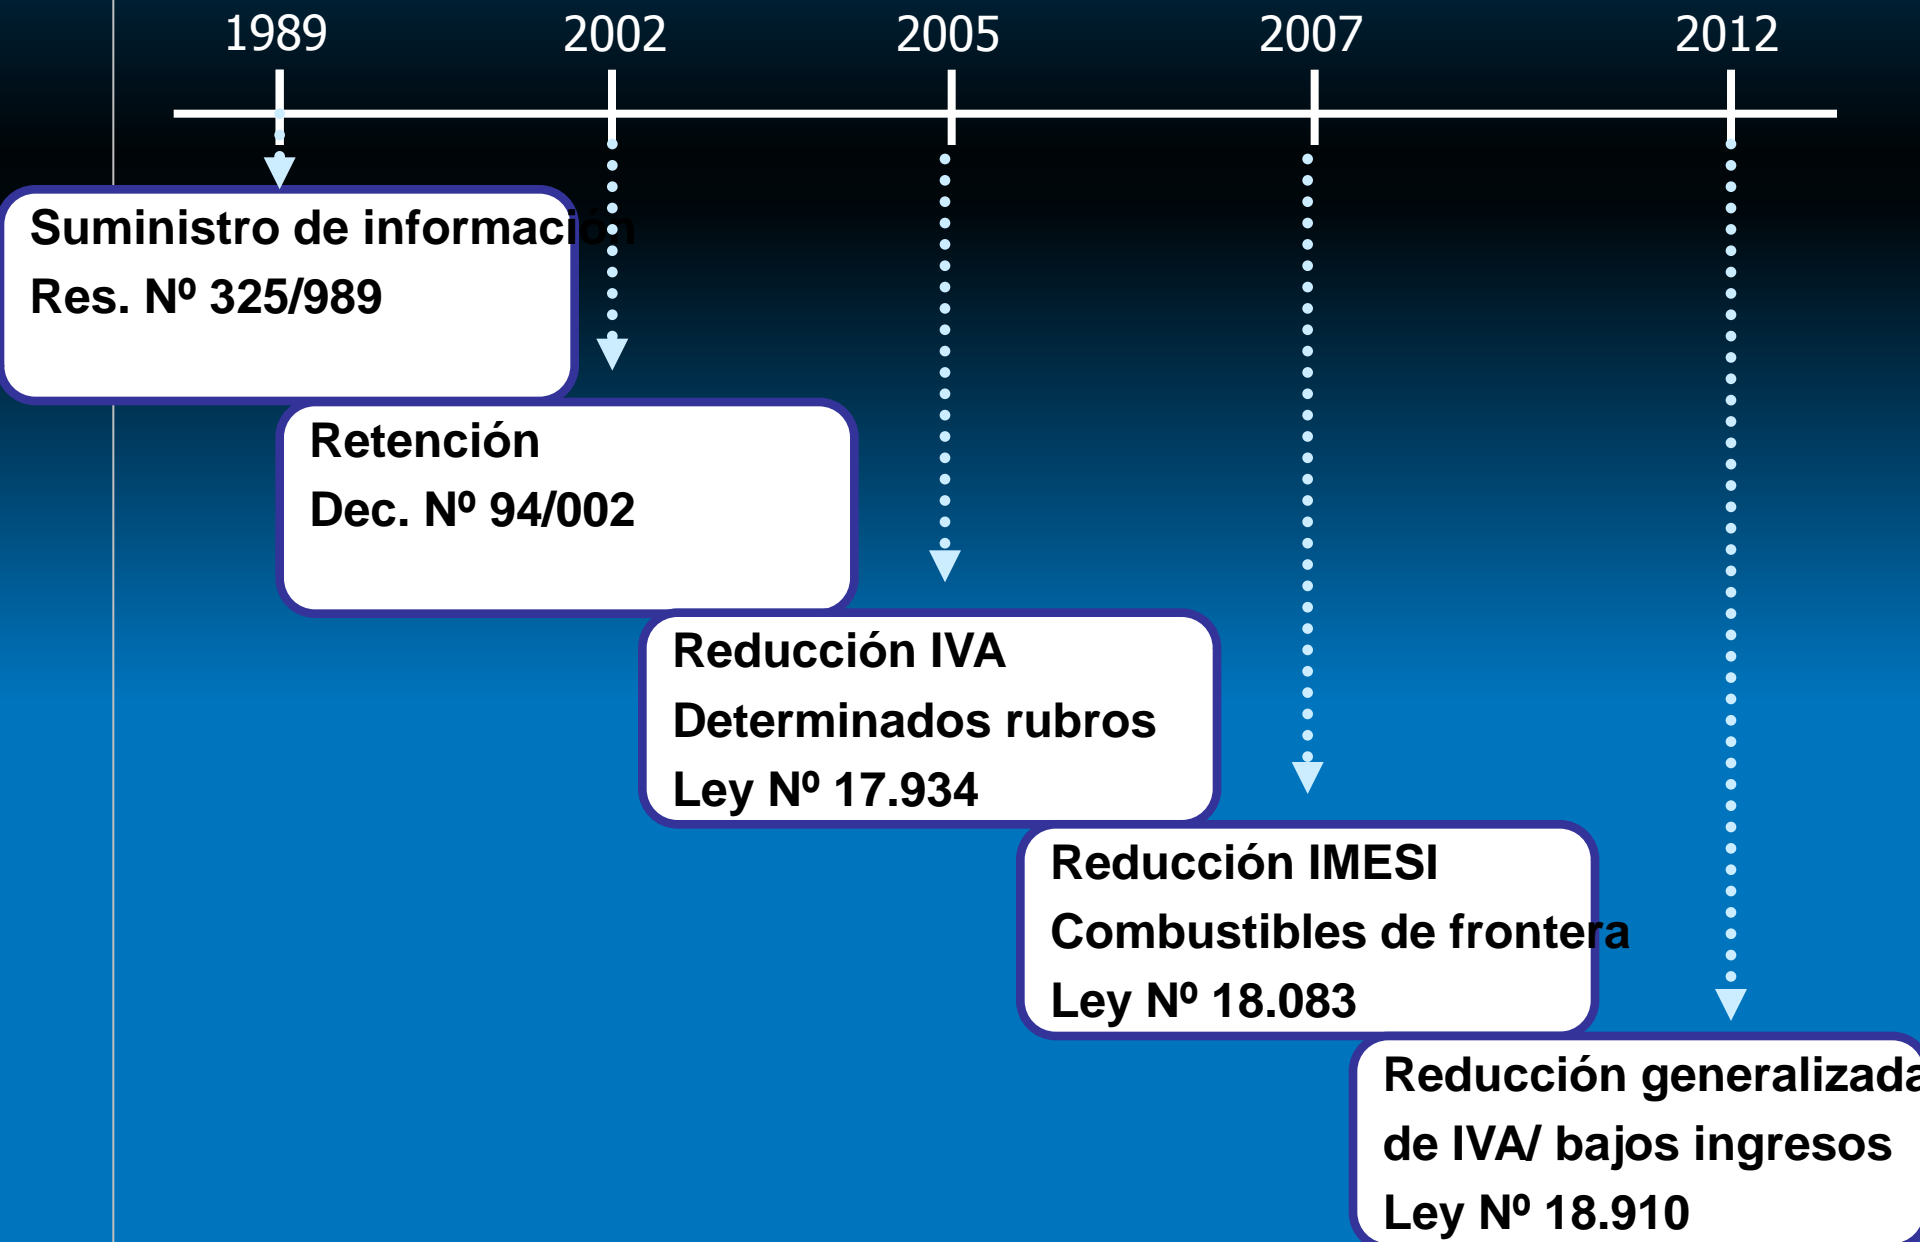 1989 2002 2005 2007 2012
Suministro de información
Res. Nº 325/989
Retención
Dec. Nº 94/002
Reducción IVA
Determinados rubros
Ley Nº 17.934
Reducción IMESI
Combustibles de frontera
Ley Nº 18.083
Reducción generalizada
de IVA/ bajos ingresos
Ley Nº 18.910